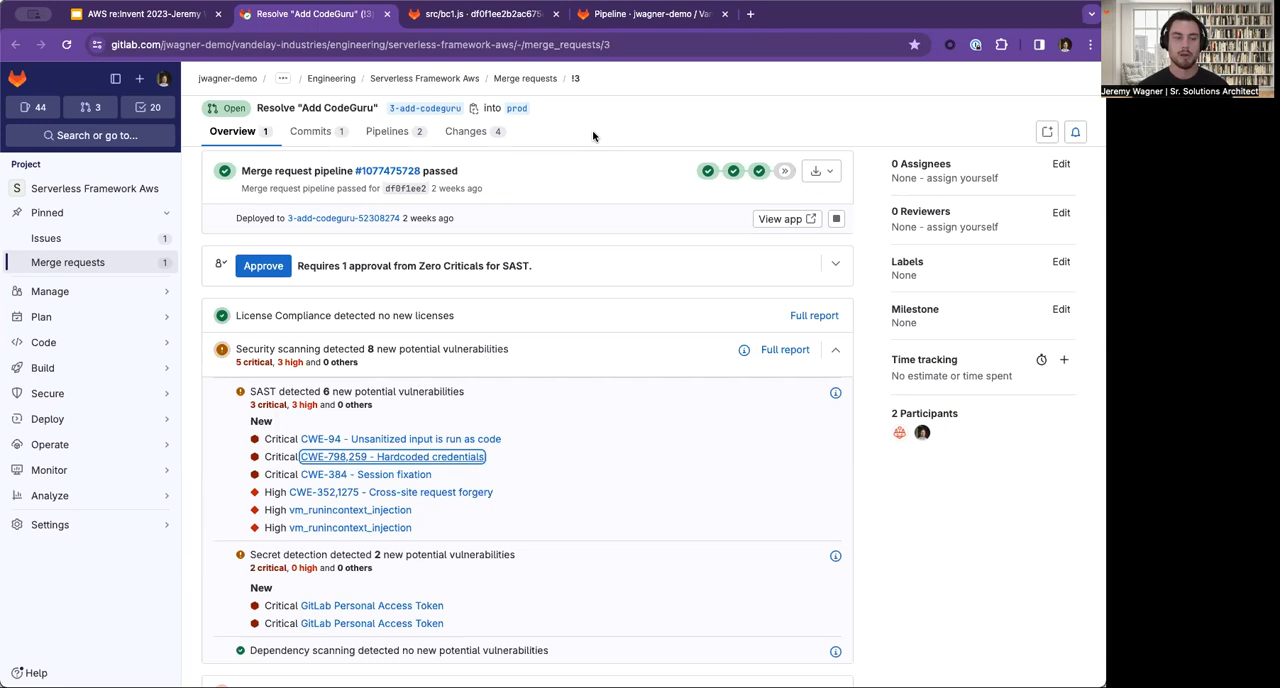 AWS re:Invent 2023-Jeremy W
Resolve "Add CodeGuru" (!3)
src/bc1.js · df0f1ee2b2ac675
Pipeline · jwagner-demo / Van
gitlab.com/jwagner-demo/vandelay-industries/engineering/serverless-framework-aws/-/merge_requests/3
44
3
20
Search or go to...
Project
S Serverless Framework Aws
Pinned
Issues 1
Merge requests 1
Manage
Plan
Code
Build
Secure
Deploy
Operate
Monitor
Analyze
Settings
Help
jwagner-demo / ... / Engineering / Serverless Framework Aws / Merge requests / !3
Open Resolve "Add CodeGuru" 3-add-codeguru into prod
Overview 1 Commits 1 Pipelines 2 Changes 4
Merge request pipeline #1077475728 passed
Merge request pipeline passed for df0f1ee2 2 weeks ago
Deployed to 3-add-codeguru-52308274 2 weeks ago View app
Approve Requires 1 approval from Zero Criticals for SAST.
License Compliance detected no new licenses Full report
Security scanning detected 8 new potential vulnerabilities Full report
5 critical, 3 high and 0 others
SAST detected 6 new potential vulnerabilities
3 critical, 3 high and 0 others
New
Critical CWE-94 - Unsanitized input is run as code
Critical CWE-798,259 - Hardcoded credentials
Critical CWE-384 - Session fixation
High CWE-352,1275 - Cross-site request forgery
High vm_runincontext_injection
High vm_runincontext_injection
Secret detection detected 2 new potential vulnerabilities
2 critical, 0 high and 0 others
New
Critical GitLab Personal Access Token
Critical GitLab Personal Access Token
Dependency scanning detected no new potential vulnerabilities
0 Assignees Edit
None - assign yourself
0 Reviewers Edit
None - assign yourself
Labels Edit
None
Milestone Edit
None
Time tracking
No estimate or time spent
2 Participants
Jeremy Wagner | Sr. Solutions Architect